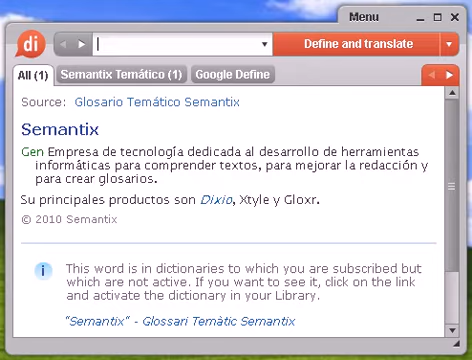 Menu
di
Define and translate
All (1)
Semantix Temático (1)
Google Define
Source: Glosario Temático Semantix
Semantix
Gen Empresa de tecnología dedicada al desarrollo de herramientas
informáticas para comprender textos, para mejorar la redacción y
para crear glosarios.
Su principales productos son Dixio, Xtyle y Gloxr.
© 2010 Semantix
i
This word is in dictionaries to which you are subscribed but
which are not active. If you want to see it, click on the link
and activate the dictionary in your Library.
"Semantix" - Glossari Temàtic Semantix